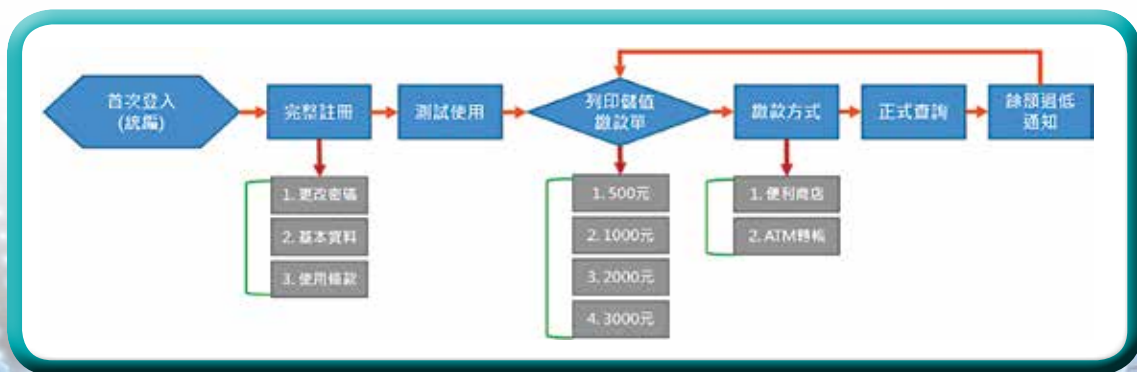 首次登入
(統編)
完整註冊
測試使用
列印儲值
繳款單
繳款方式
正式查詢
餘額過低
通知
1. 更改密碼
2. 基本資料
3. 使用條款
1. 500元
2. 1000元
3. 2000元
4. 3000元
1. 便利商店
2. ATM轉帳